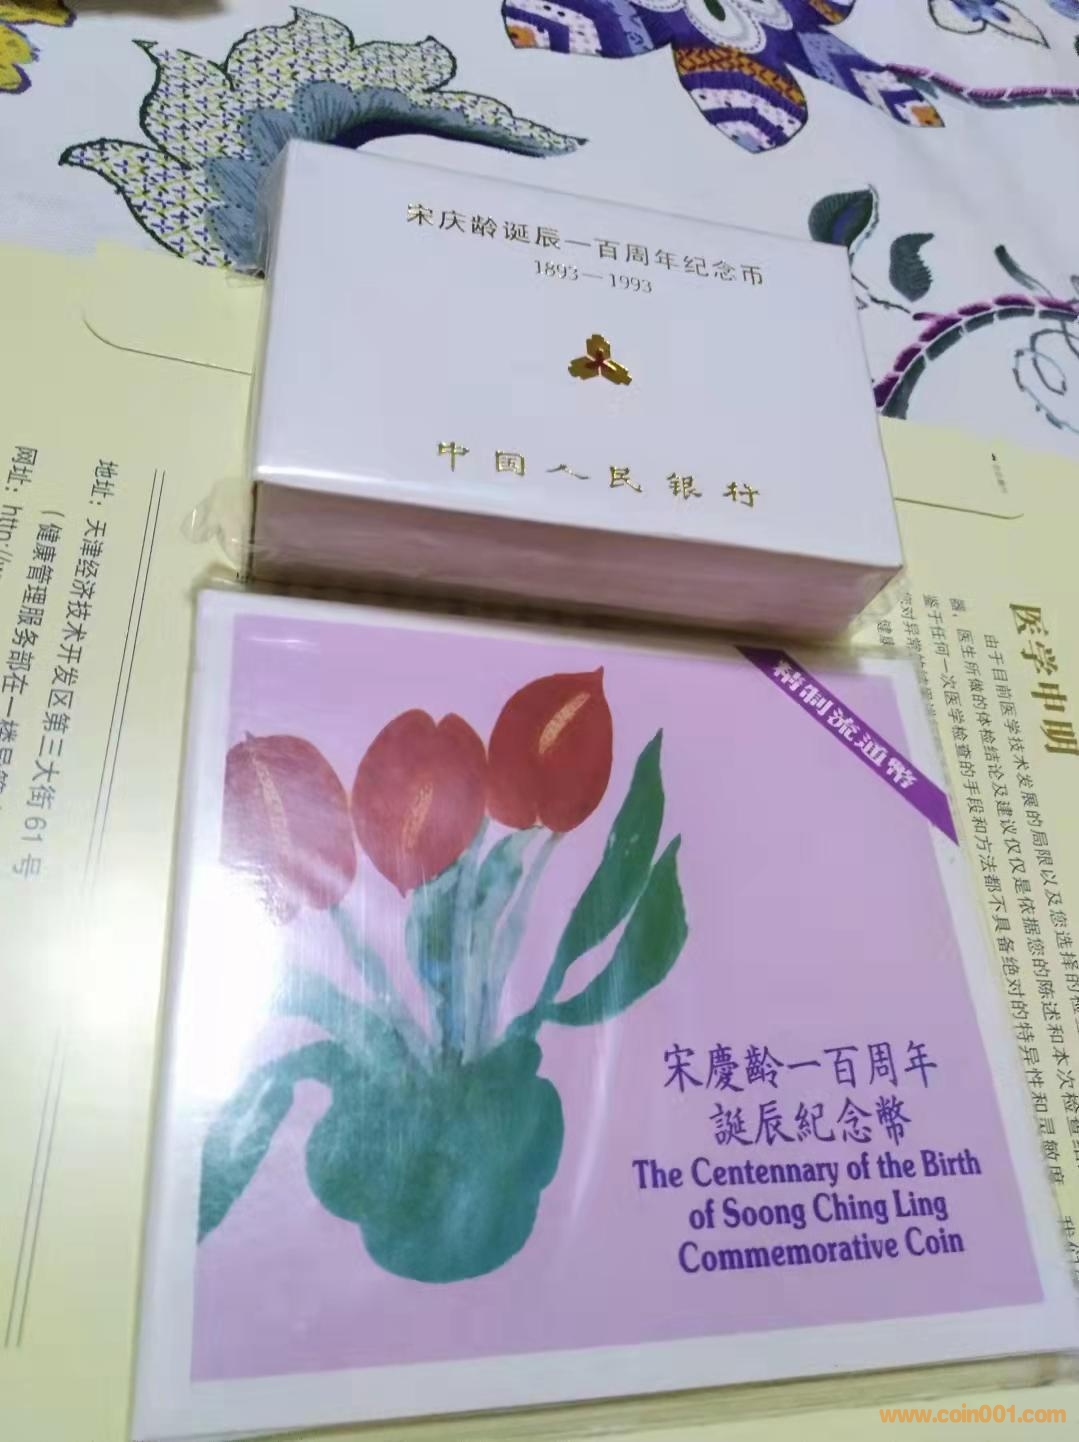 宋庆龄诞辰一百周年纪念币
1893—1993
中国人民银行
精制流通幣
宋慶齡一百周年
誕辰紀念幣
The Centennary of the Birth
of Soong Ching Ling
Commemorative Coin
地址：天津经济技术开发区第三大街61号
（健康管理服务部在一楼
网址：http://
医学申明
由于目前医学技术发展的局限以及您选择的检
器，医生所做的体检结论及建议仅仅是依据您的陈述和本次检查结
鉴于任何一次医学检查的手段和方法都不具备绝对的特异性和灵敏度
我们
www.coin001.com